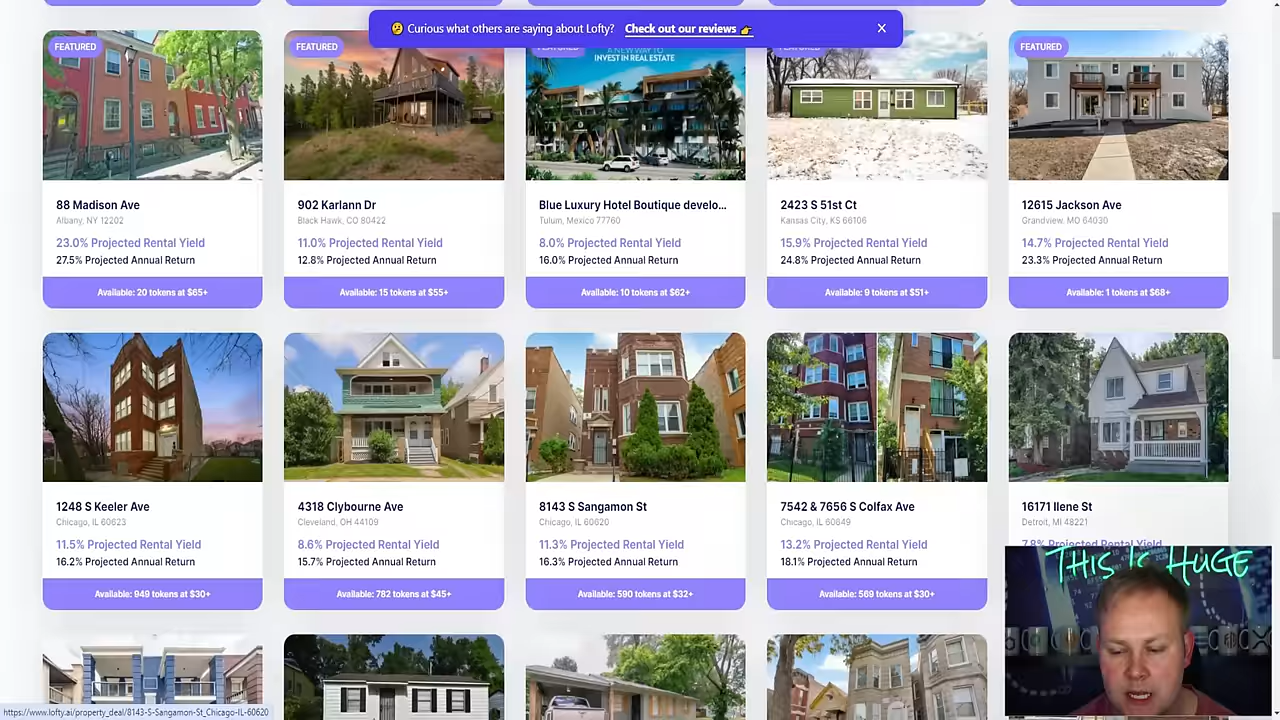 🤔 Curious what others are saying about Lofty? Check out our reviews 👉 ✕
FEATURED
FEATURED
FEATURED
FEATURED
FEATURED
A NEW WAY TO
INVEST IN REAL ESTATE
88 Madison Ave
Albany, NY 12202
23.0% Projected Rental Yield
27.5% Projected Annual Return
Available: 20 tokens at $65+
902 Karlann Dr
Black Hawk, CO 80422
11.0% Projected Rental Yield
12.8% Projected Annual Return
Available: 15 tokens at $55+
Blue Luxury Hotel Boutique develo...
Tulum, Mexico 77760
8.0% Projected Rental Yield
16.0% Projected Annual Return
Available: 10 tokens at $62+
2423 S 51st Ct
Kansas City, KS 66106
15.9% Projected Rental Yield
24.8% Projected Annual Return
Available: 9 tokens at $51+
12615 Jackson Ave
Grandview, MO 64030
14.7% Projected Rental Yield
23.3% Projected Annual Return
Available: 1 tokens at $68+
1248 S Keeler Ave
Chicago, IL 60623
11.5% Projected Rental Yield
16.2% Projected Annual Return
Available: 949 tokens at $30+
4318 Clybourne Ave
Cleveland, OH 44109
8.6% Projected Rental Yield
15.7% Projected Annual Return
Available: 782 tokens at $45+
8143 S Sangamon St
Chicago, IL 60620
11.3% Projected Rental Yield
16.3% Projected Annual Return
Available: 590 tokens at $32+
7542 & 7656 S Colfax Ave
Chicago, IL 60649
13.2% Projected Rental Yield
18.1% Projected Annual Return
Available: 569 tokens at $30+
16171 Ilene St
Detroit, MI 48221
7.8% Projected Rental Yield
THIS IS HUGE
https://www.lofty.ai/property_deal/8143-S-Sangamon-St_Chicago-IL-60620